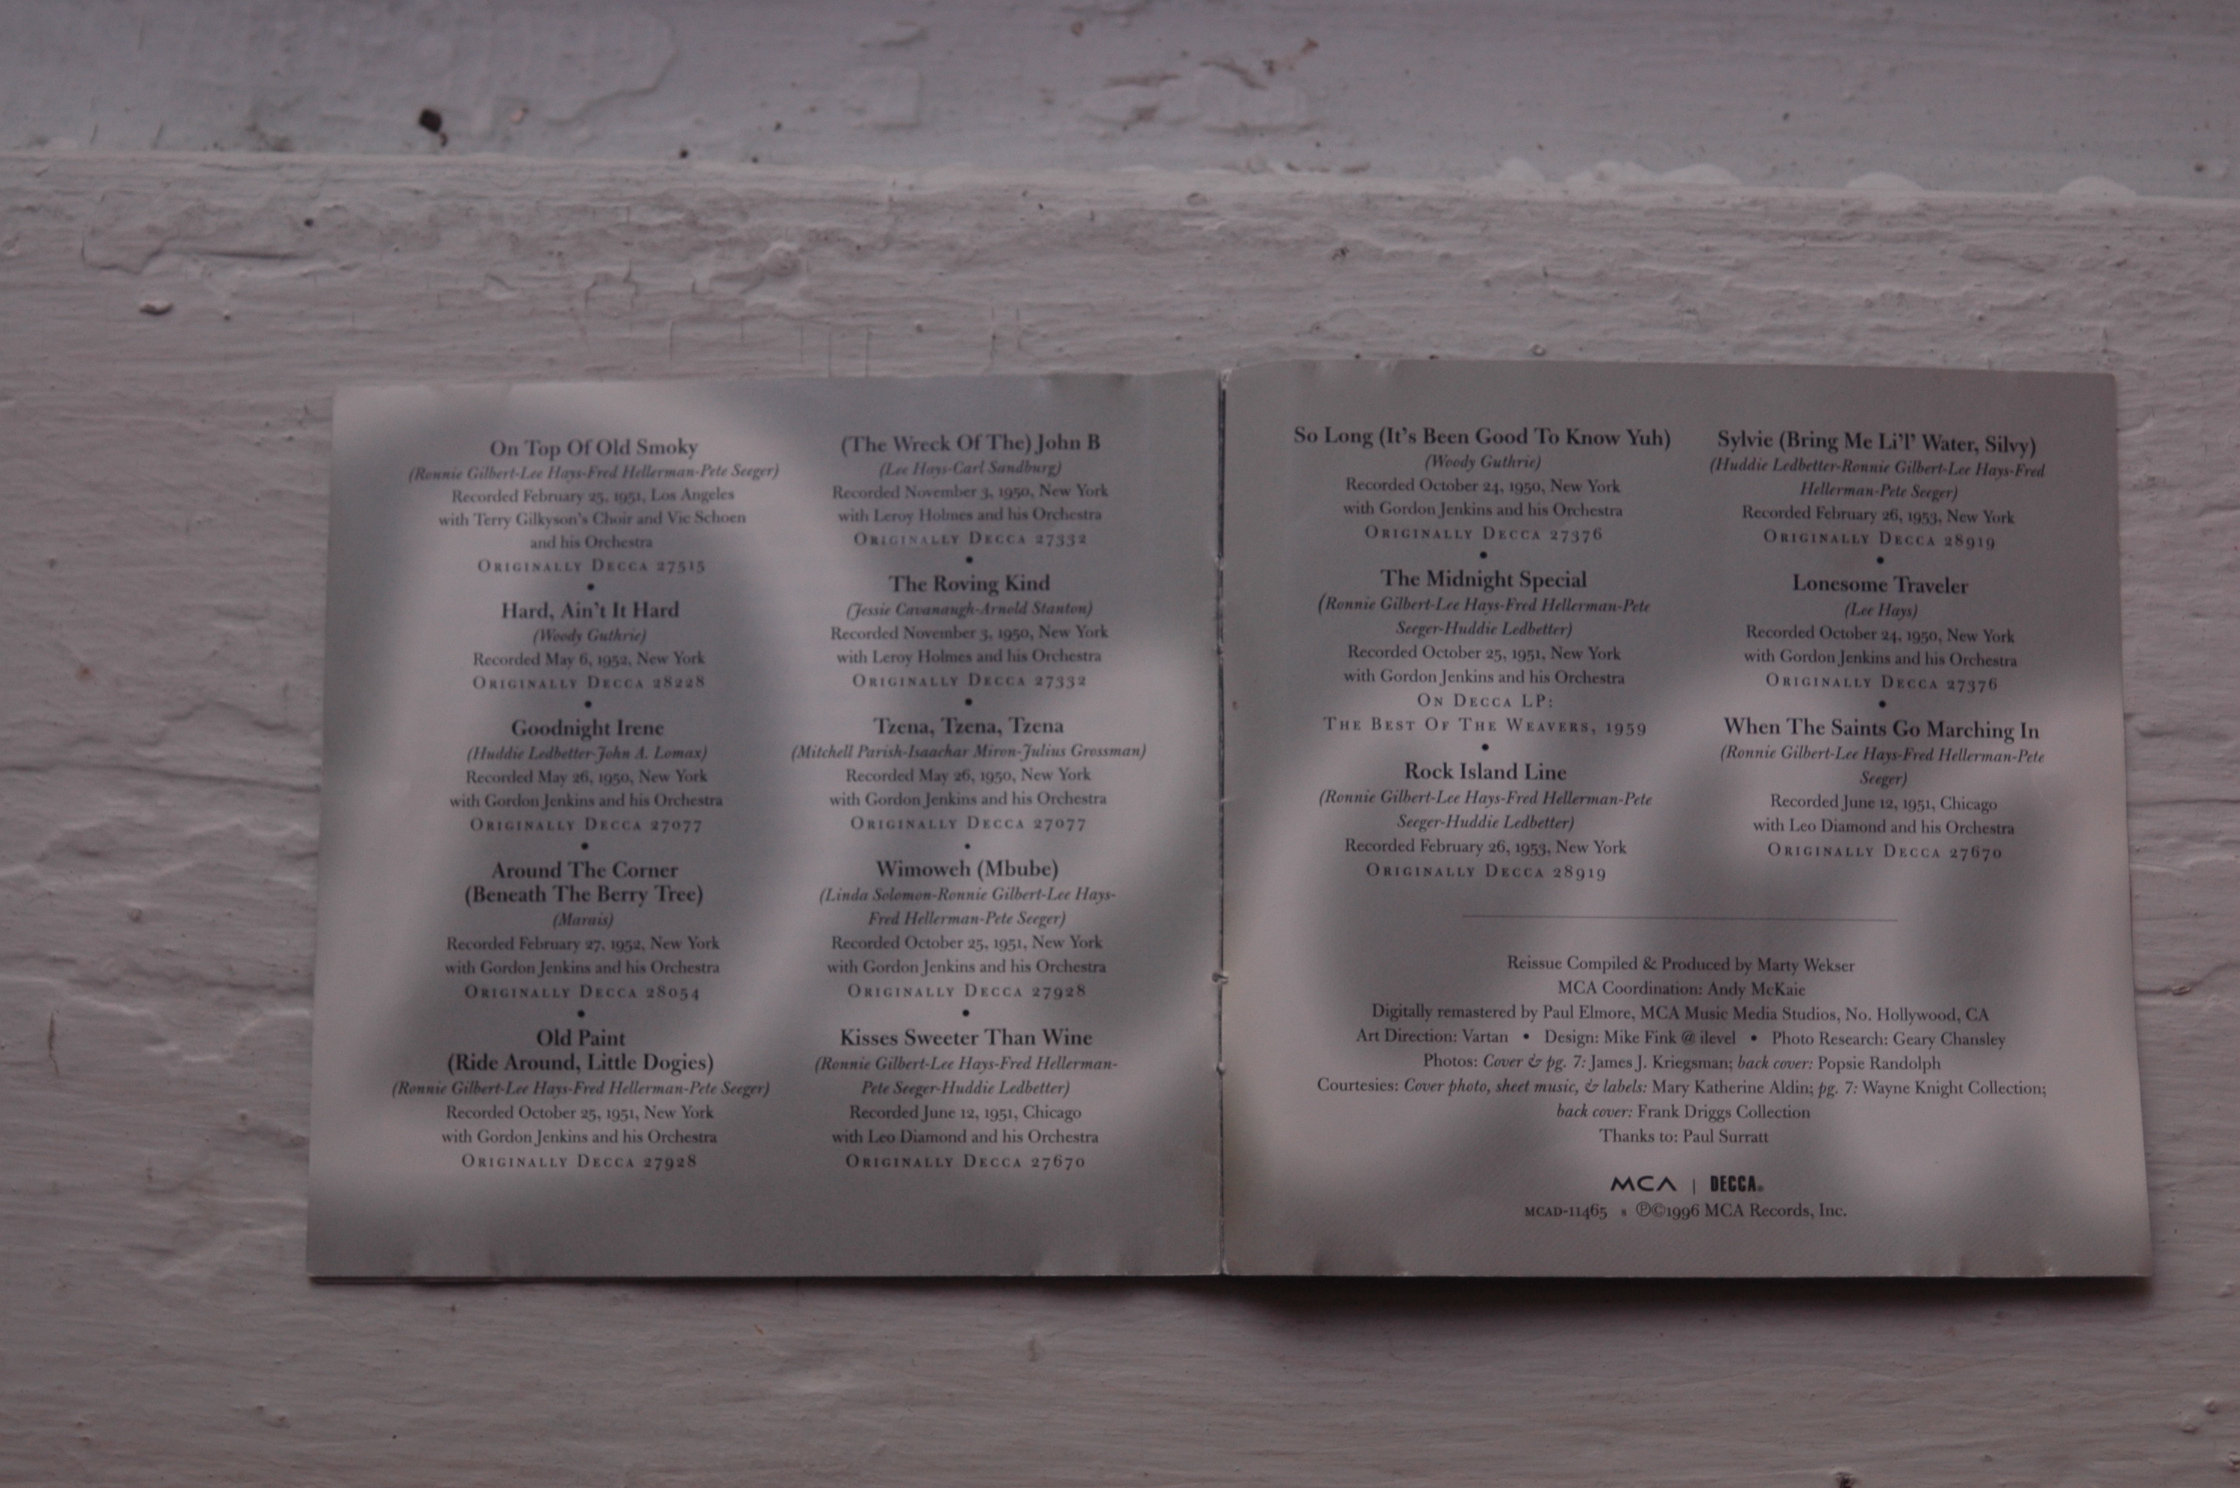 On Top Of Old Smoky
(Ronnie Gilbert-Lee Hays-Fred Hellerman-Pete Seeger)
Recorded February 25, 1951, Los Angeles
with Terry Gilkyson's Choir and Vic Schoen
and his Orchestra
ORIGINALLY DECCA 27515
•
Hard, Ain't It Hard
(Woody Guthrie)
Recorded May 6, 1952, New York
ORIGINALLY DECCA 28228
•
Goodnight Irene
(Huddie Ledbetter-John A. Lomax)
Recorded May 26, 1950, New York
with Gordon Jenkins and his Orchestra
ORIGINALLY DECCA 27077
•
Around The Corner
(Beneath The Berry Tree)
(Marais)
Recorded February 27, 1952, New York
with Gordon Jenkins and his Orchestra
ORIGINALLY DECCA 28054
•
Old Paint
(Ride Around, Little Dogies)
(Ronnie Gilbert-Lee Hays-Fred Hellerman-Pete Seeger)
Recorded October 25, 1951, New York
with Gordon Jenkins and his Orchestra
ORIGINALLY DECCA 27928
(The Wreck Of The) John B
(Lee Hays-Carl Sandburg)
Recorded November 3, 1950, New York
with Leroy Holmes and his Orchestra
ORIGINALLY DECCA 27332
•
The Roving Kind
(Jessie Cavanaugh-Arnold Stanton)
Recorded November 3, 1950, New York
with Leroy Holmes and his Orchestra
ORIGINALLY DECCA 27332
•
Tzena, Tzena, Tzena
(Mitchell Parish-Isaachar Miron-Julius Grossman)
Recorded May 26, 1950, New York
with Gordon Jenkins and his Orchestra
ORIGINALLY DECCA 27077
•
Wimoweh (Mbube)
(Linda Solomon-Ronnie Gilbert-Lee Hays-
Fred Hellerman-Pete Seeger)
Recorded October 25, 1951, New York
with Gordon Jenkins and his Orchestra
ORIGINALLY DECCA 27928
•
Kisses Sweeter Than Wine
(Ronnie Gilbert-Lee Hays-Fred Hellerman-
Pete Seeger-Huddie Ledbetter)
Recorded June 12, 1951, Chicago
with Leo Diamond and his Orchestra
ORIGINALLY DECCA 27670
So Long (It's Been Good To Know Yuh)
(Woody Guthrie)
Recorded October 24, 1950, New York
with Gordon Jenkins and his Orchestra
ORIGINALLY DECCA 27376
•
The Midnight Special
(Ronnie Gilbert-Lee Hays-Fred Hellerman-Pete
Seeger-Huddie Ledbetter)
Recorded October 25, 1951, New York
with Gordon Jenkins and his Orchestra
ON DECCA LP:
THE BEST OF THE WEAVERS, 1959
•
Rock Island Line
(Ronnie Gilbert-Lee Hays-Fred Hellerman-Pete
Seeger-Huddie Ledbetter)
Recorded February 26, 1953, New York
ORIGINALLY DECCA 28919
Sylvie (Bring Me Li'l' Water, Silvy)
(Huddie Ledbetter-Ronnie Gilbert-Lee Hays-Fred
Hellerman-Pete Seeger)
Recorded February 26, 1953, New York
ORIGINALLY DECCA 28919
•
Lonesome Traveler
(Lee Hays)
Recorded October 24, 1950, New York
with Gordon Jenkins and his Orchestra
ORIGINALLY DECCA 27376
•
When The Saints Go Marching In
(Ronnie Gilbert-Lee Hays-Fred Hellerman-Pete
Seeger)
Recorded June 12, 1951, Chicago
with Leo Diamond and his Orchestra
ORIGINALLY DECCA 27670
Reissue Compiled & Produced by Marty Wekser
MCA Coordination: Andy McKaie
Digitally remastered by Paul Elmore, MCA Music Media Studios, No. Hollywood, CA
Art Direction: Vartan • Design: Mike Fink @ ilevel • Photo Research: Geary Chansley
Photos: Cover & pg. 7: James J. Kriegsman; back cover: Popsie Randolph
Courtesies: Cover photo, sheet music, & labels: Mary Katherine Aldin; pg. 7: Wayne Knight Collection;
back cover: Frank Driggs Collection
Thanks to: Paul Surratt
MCA | DECCA®
MCAD-11465 s ℗©1996 MCA Records, Inc.